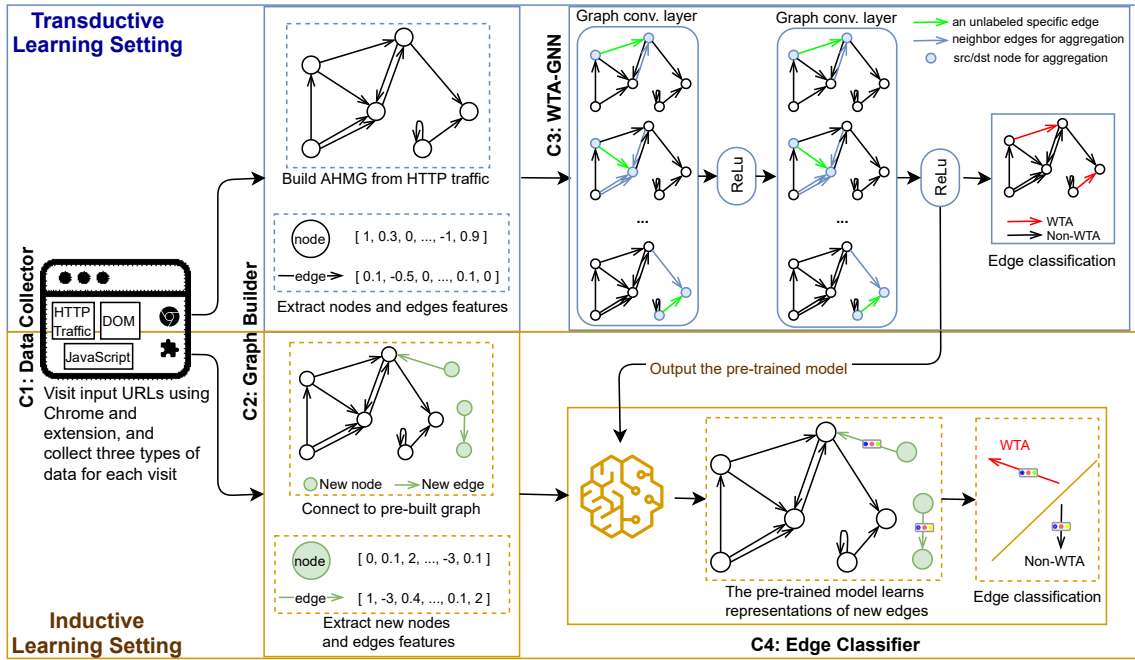 Transductive
Learning Setting
C1: Data Collector
HTTP
Traffic
DOM
JavaScript
Visit input URLs using
Chrome and
extension, and
collect three types of
data for each visit
C2: Graph Builder
Build AHMG from HTTP traffic
node
[ 1, 0.3, 0, ..., -1, 0.9 ]
edge
[ 0.1, -0.5, 0, ..., 0.1, 0 ]
Extract nodes and edges features
C3: WTA-GNN
Graph conv. layer
...
ReLu
Graph conv. layer
...
ReLu
an unlabeled specific edge
neighbor edges for aggregation
src/dst node for aggregation
WTA
Non-WTA
Edge classification
Output the pre-trained model
Inductive
Learning Setting
New node
New edge
Connect to pre-built graph
node
[ 0, 0.1, 2, ..., -3, 0.1 ]
edge
[ 1, -3, 0.4, ..., 0.1, 2 ]
Extract new nodes
and edges features
The pre-trained model learns
representations of new edges
WTA
Non-WTA
Edge classification
C4: Edge Classifier